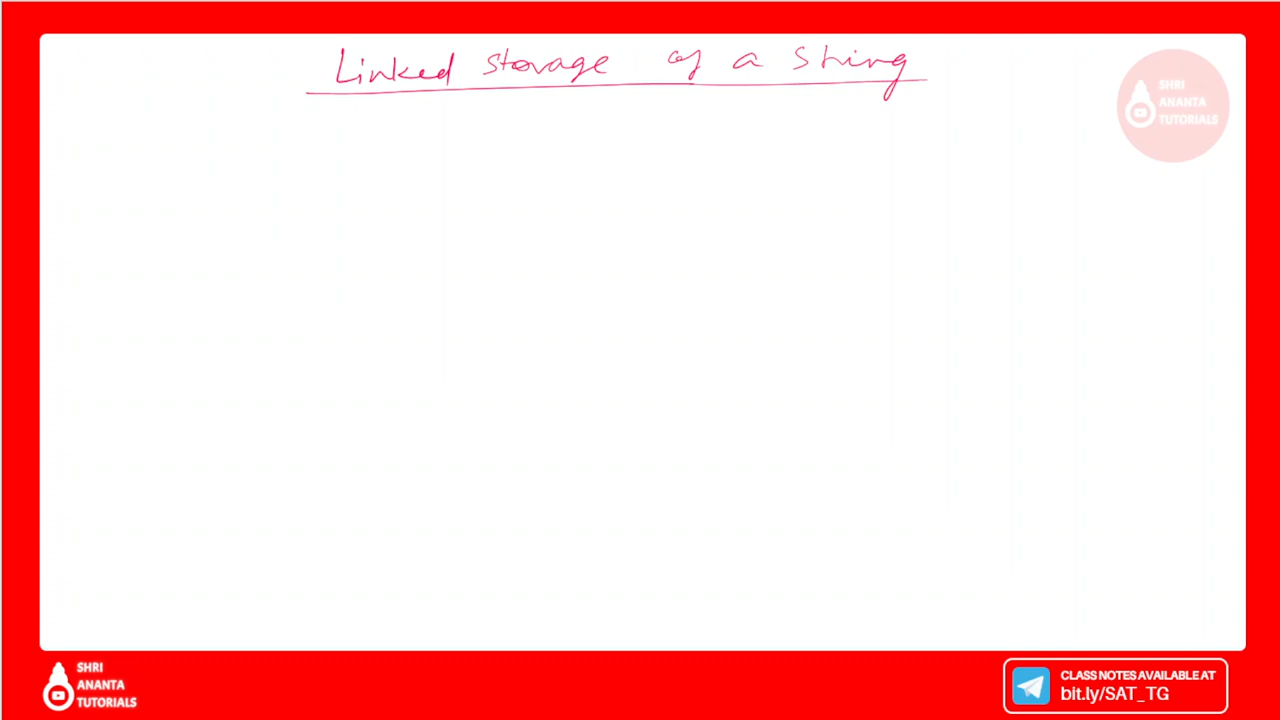 Linked storage of a String
SHRI
ANANTA
TUTORIALS
SHRI
ANANTA
TUTORIALS
CLASS NOTES AVAILABLE AT
bit.ly/SAT_TG